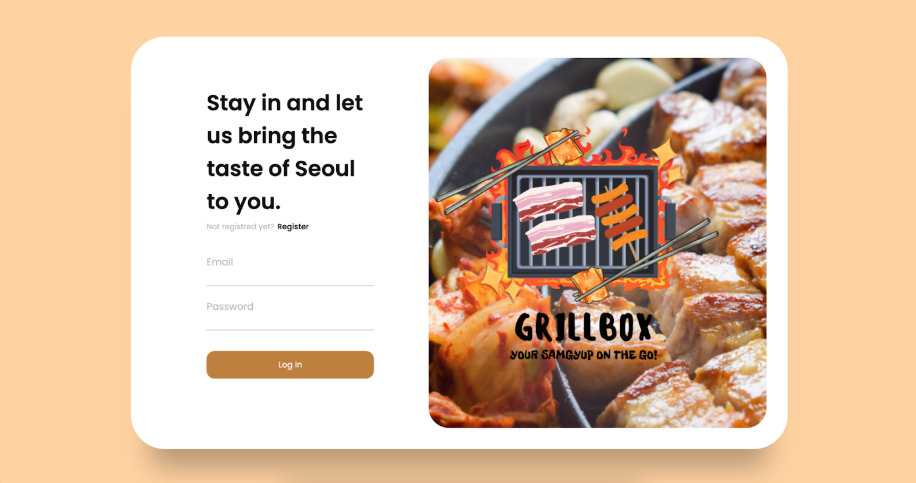 Stay in and let
us bring the
taste of Seoul
to you.
Not registred yet? Register
Email
Password
Log In
GRILLBOX
YOUR SAMGYUP ON THE GO!